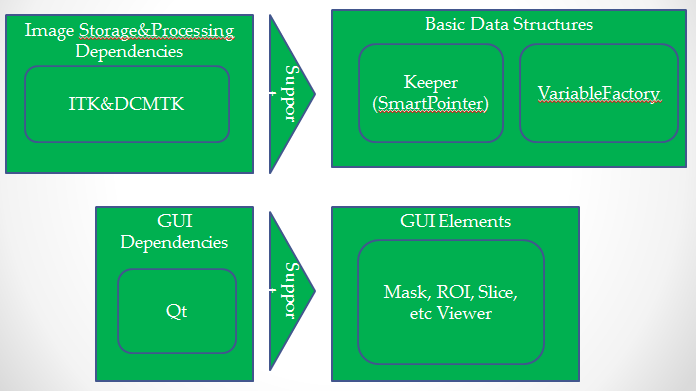 Image Storage&Processing
Dependencies
ITK&DCMTK
Suppor
t
Basic Data Structures
Keeper
(SmartPointer)
VariableFactory
GUI
Dependencies
Qt
Suppor
t
GUI Elements
Mask, ROI, Slice,
etc Viewer